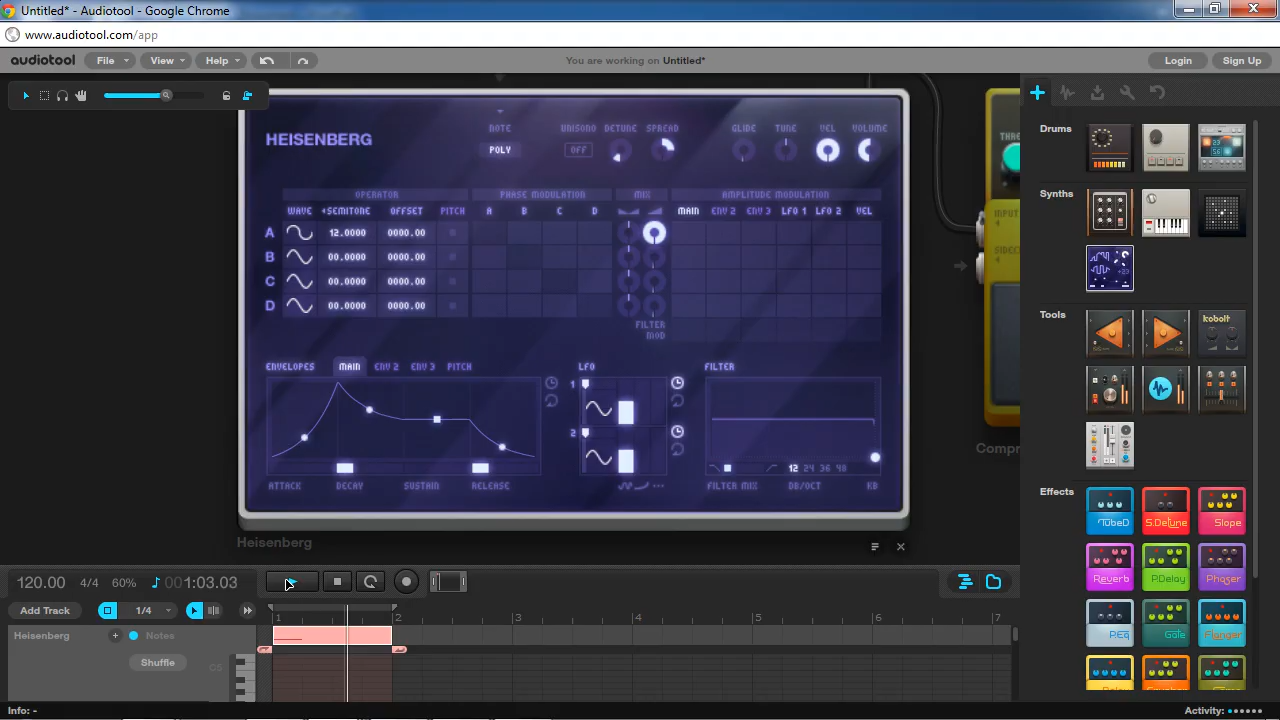 Untitled* - Audiotool - Google Chrome
www.audiotool.com/app
audiotool File View Help You are working on Untitled* Login Sign Up
HEISENBERG
NOTE UNISONO DETUNE SPREAD GLIDE TUNE VEL VOLUME
POLY OFF
OPERATOR PHASE MODULATION MIX AMPLITUDE MODULATION
WAVE +SEMITONE OFFSET PITCH A B C D MAIN ENV 2 ENV 3 LFO 1 LFO 2 VEL
A 12.0000 0000.00
B 00.0000 0000.00
C 00.0000 0000.00
D 00.0000 0000.00
FILTER
MOD
ENVELOPES MAIN ENV 2 ENV 3 PITCH LFO FILTER
1
2
12 24 36 48
ATTACK DECAY SUSTAIN RELEASE FILTER MIX DB/OCT KB
Heisenberg
THRE
INPUT
SIDEC
Compr
Drums
Synths
Tools
kobolt
Effects
TubeD S.Detune Slope
Reverb P.Delay Phaser
P.EQ Gate Flanger
120.00 4/4 60% 001:03.03
Add Track 1/4 1 2 3 4 5 6 7
Heisenberg + Notes
Shuffle
Info: - Activity: